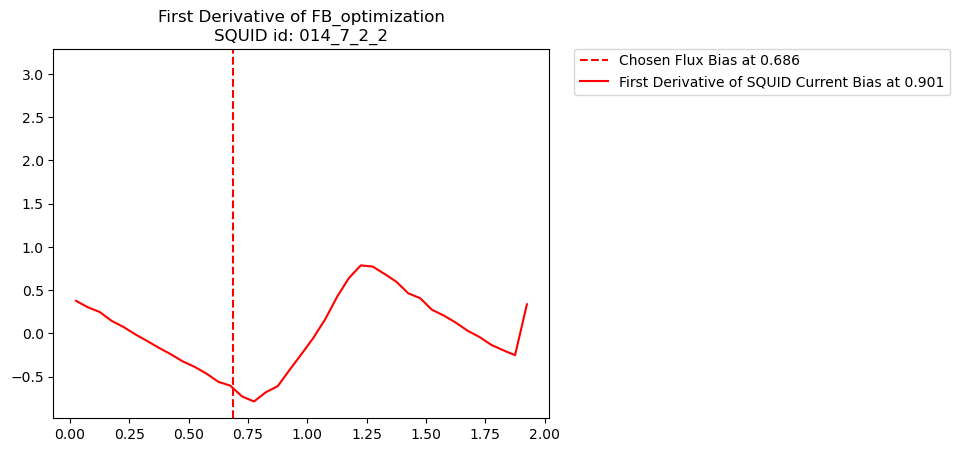 First Derivative of FB_optimization
SQUID id: 014_7_2_2
Chosen Flux Bias at 0.686
First Derivative of SQUID Current Bias at 0.901
3.0
2.5
2.0
1.5
1.0
0.5
0.0
−0.5
0.00 0.25 0.50 0.75 1.00 1.25 1.50 1.75 2.00